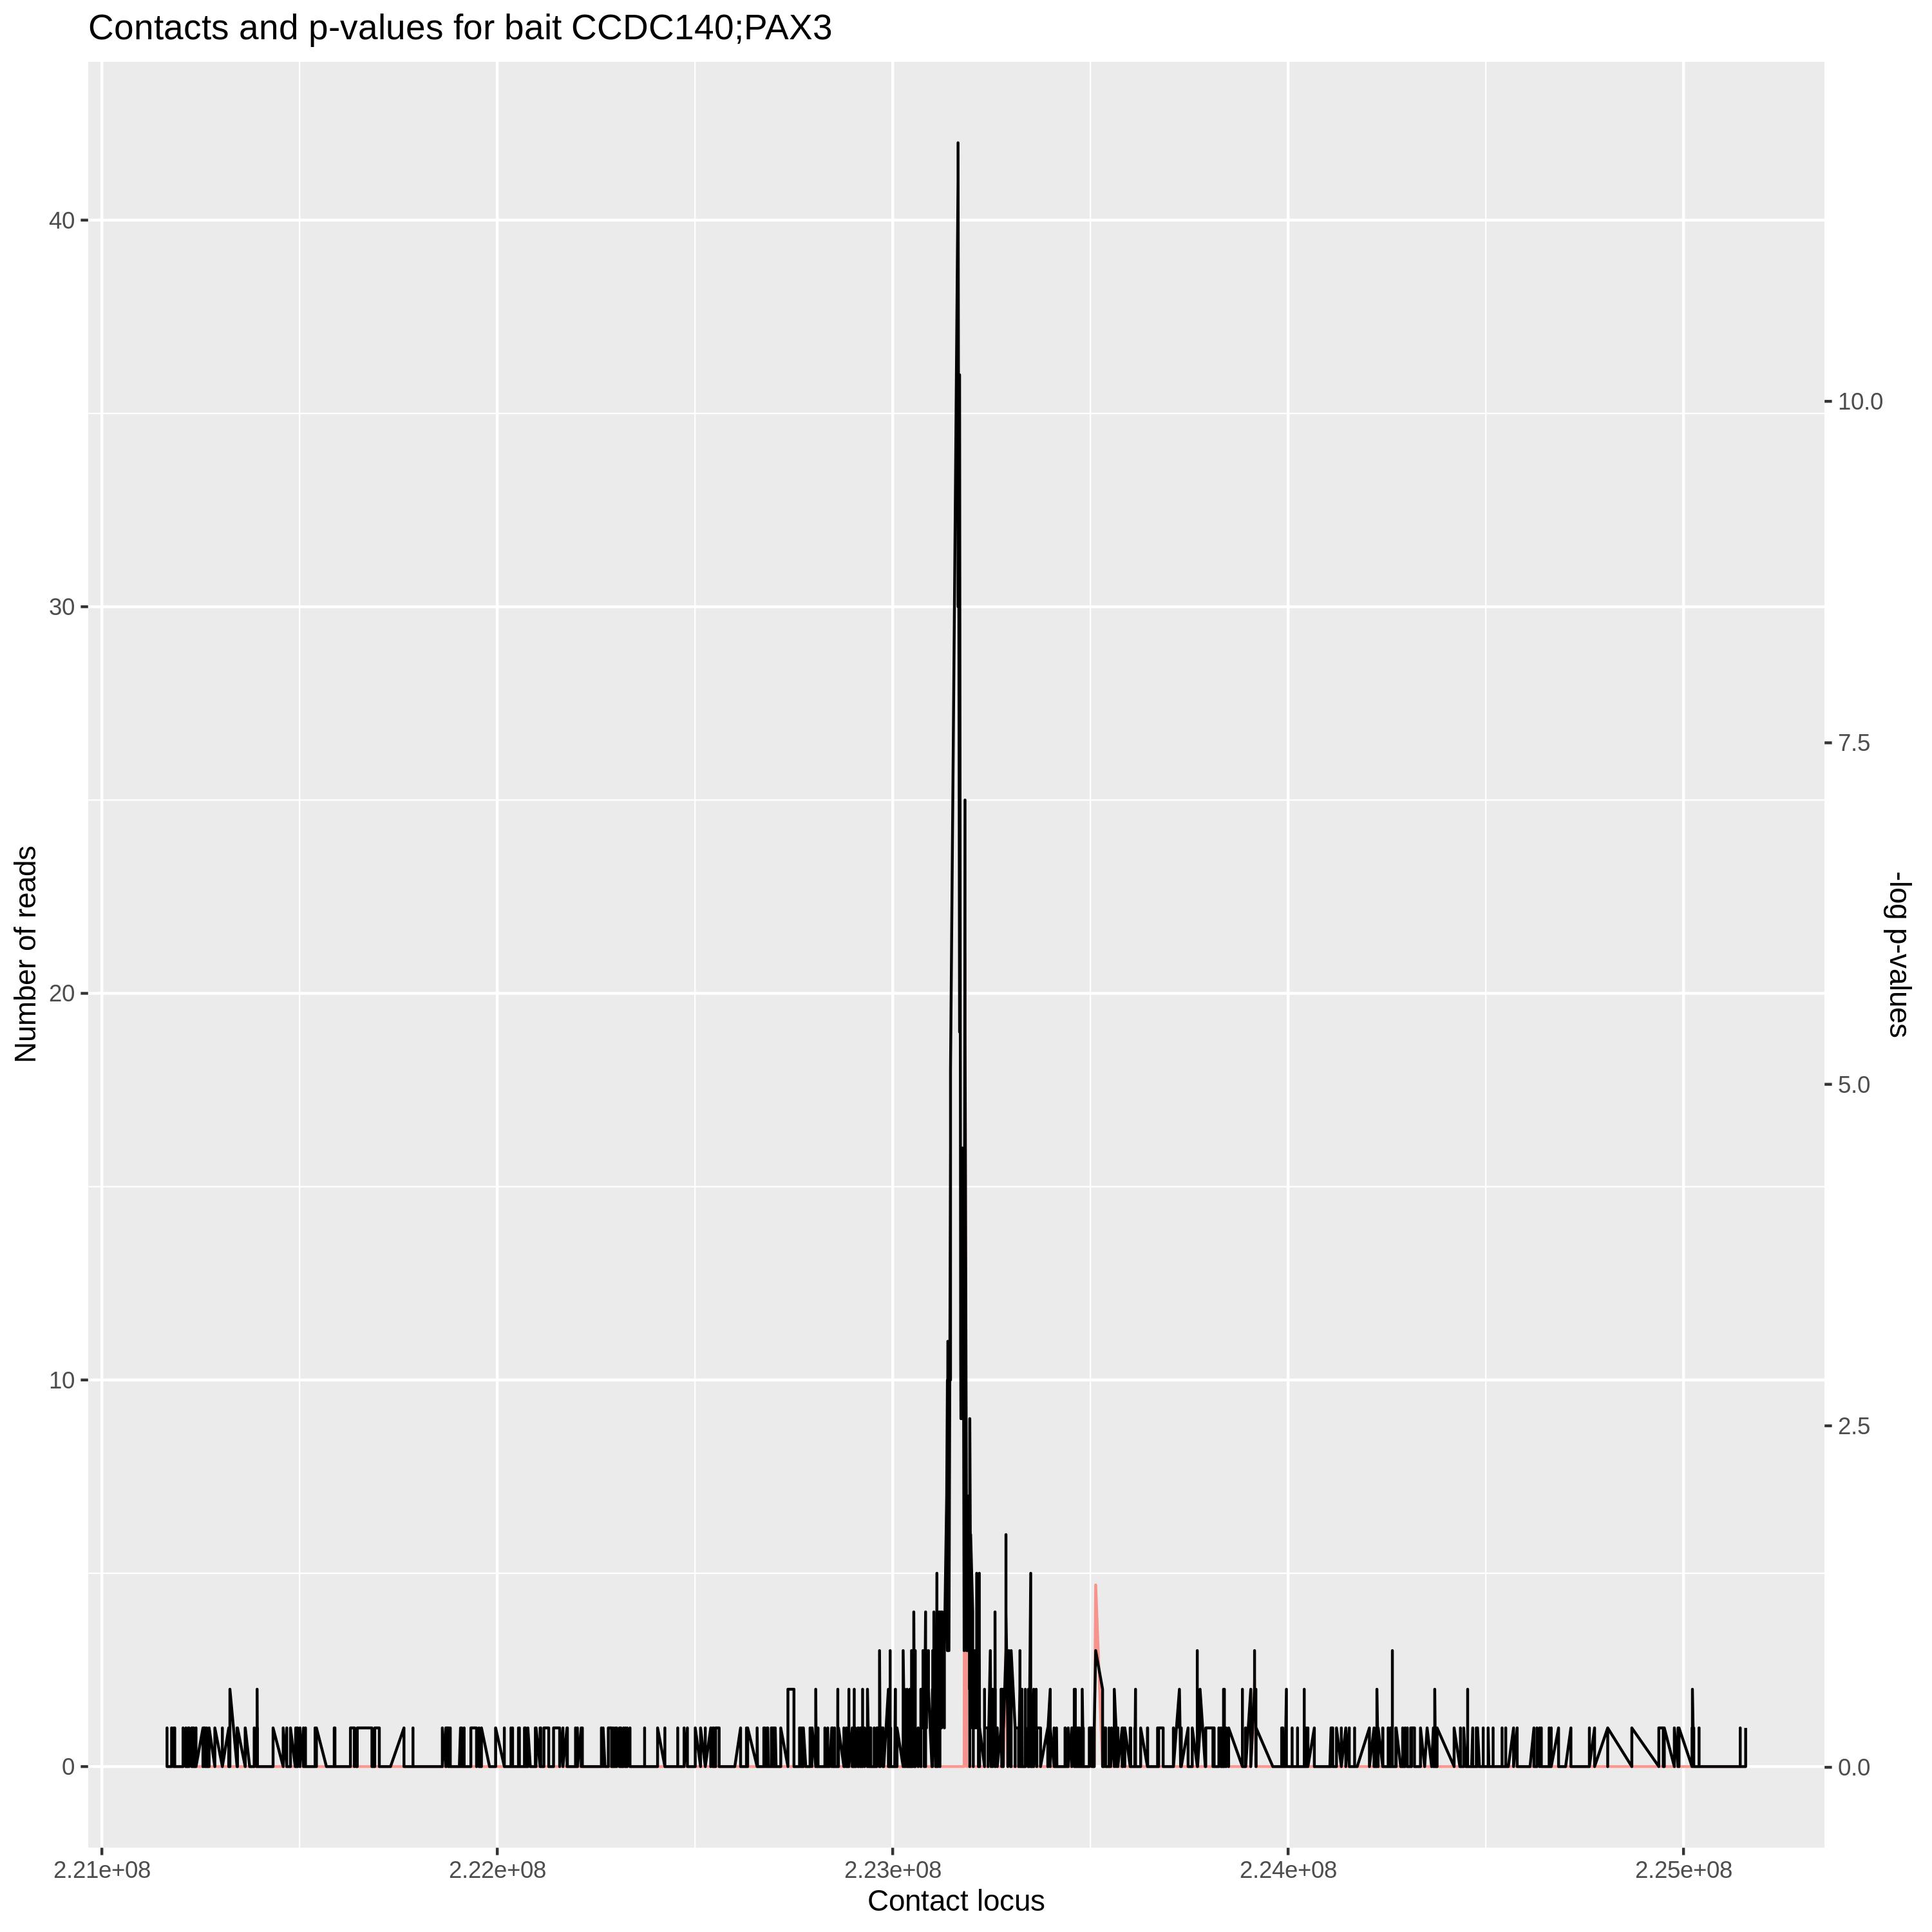 Contacts and p-values for bait CCDC140;PAX3
40
30
20
10
0
Number of reads
10.0
7.5
5.0
2.5
0.0
-log p-values
2.21e+08 2.22e+08 2.23e+08 2.24e+08 2.25e+08
Contact locus